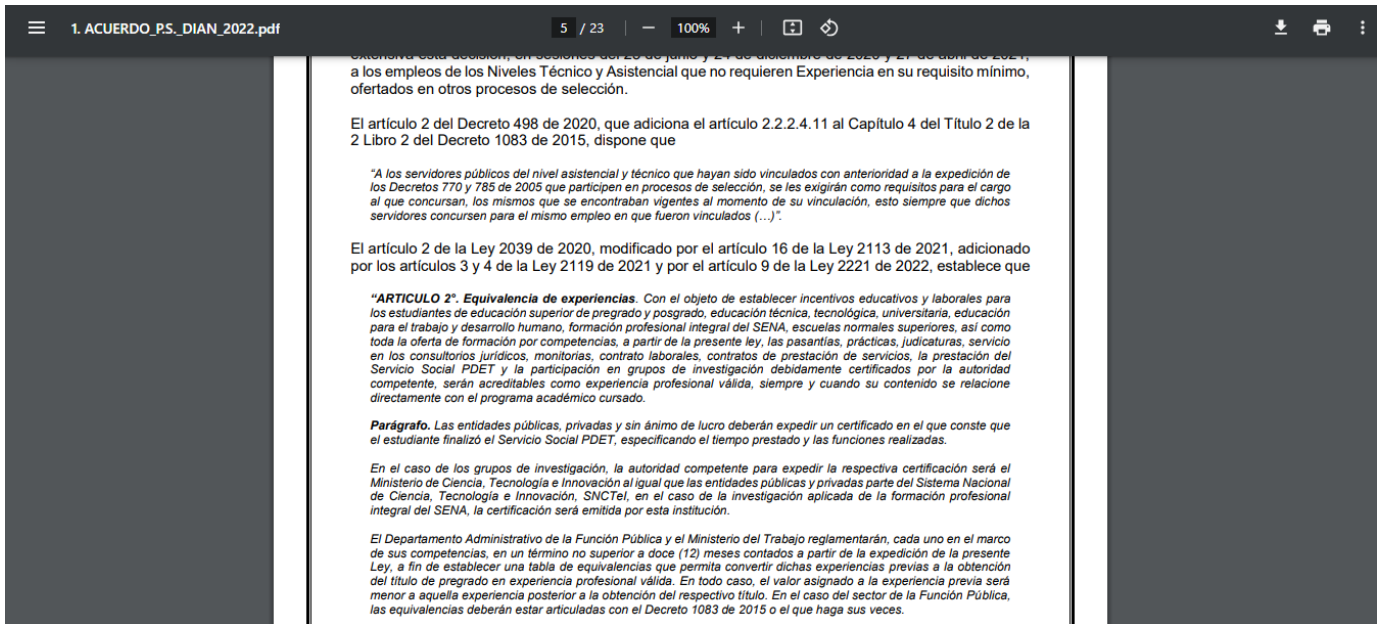 1. ACUERDO_P.S._DIAN_2022.pdf
5 / 23
100%
extensiva esta decisión, en sesiones del 25 de junio y 24 de diciembre de 2020 y 27 de abril de 2021,
a los empleos de los Niveles Técnico y Asistencial que no requieren Experiencia en su requisito mínimo,
ofertados en otros procesos de selección.
El artículo 2 del Decreto 498 de 2020, que adiciona el artículo 2.2.2.4.11 al Capítulo 4 del Título 2 de la
2 Libro 2 del Decreto 1083 de 2015, dispone que
“A los servidores públicos del nivel asistencial y técnico que hayan sido vinculados con anterioridad a la expedición de
los Decretos 770 y 785 de 2005 que participen en procesos de selección, se les exigirán como requisitos para el cargo
al que concursan, los mismos que se encontraban vigentes al momento de su vinculación, esto siempre que dichos
servidores concursen para el mismo empleo en que fueron vinculados (…)”.
El artículo 2 de la Ley 2039 de 2020, modificado por el artículo 16 de la Ley 2113 de 2021, adicionado
por los artículos 3 y 4 de la Ley 2119 de 2021 y por el artículo 9 de la Ley 2221 de 2022, establece que
“ARTICULO 2°. Equivalencia de experiencias. Con el objeto de establecer incentivos educativos y laborales para
los estudiantes de educación superior de pregrado y posgrado, educación técnica, tecnológica, universitaria, educación
para el trabajo y desarrollo humano, formación profesional integral del SENA, escuelas normales superiores, así como
toda la oferta de formación por competencias, a partir de la presente ley, las pasantías, prácticas, judicaturas, servicio
en los consultorios jurídicos, monitorias, contrato laborales, contratos de prestación de servicios, la prestación del
Servicio Social PDET y la participación en grupos de investigación debidamente certificados por la autoridad
competente, serán acreditables como experiencia profesional válida, siempre y cuando su contenido se relacione
directamente con el programa académico cursado.
Parágrafo. Las entidades públicas, privadas y sin ánimo de lucro deberán expedir un certificado en el que conste que
el estudiante finalizó el Servicio Social PDET, especificando el tiempo prestado y las funciones realizadas.
En el caso de los grupos de investigación, la autoridad competente para expedir la respectiva certificación será el
Ministerio de Ciencia, Tecnología e Innovación al igual que las entidades públicas y privadas parte del Sistema Nacional
de Ciencia, Tecnología e Innovación, SNCTeI, en el caso de la investigación aplicada de la formación profesional
integral del SENA, la certificación será emitida por esta institución.
El Departamento Administrativo de la Función Pública y el Ministerio del Trabajo reglamentarán, cada uno en el marco
de sus competencias, en un término no superior a doce (12) meses contados a partir de la expedición de la presente
Ley, a fin de establecer una tabla de equivalencias que permita convertir dichas experiencias previas a la obtención
del título de pregrado en experiencia profesional válida. En todo caso, el valor asignado a la experiencia previa será
menor a aquella experiencia posterior a la obtención del respectivo título. En el caso del sector de la Función Pública,
las equivalencias deberán estar articuladas con el Decreto 1083 de 2015 o el que haga sus veces.